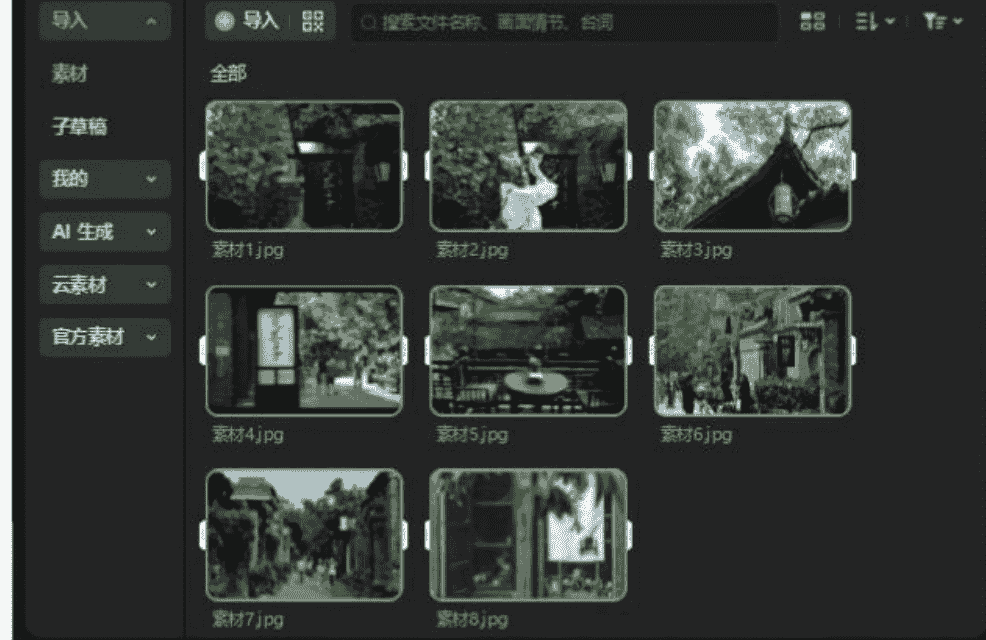 导入
素材
子草稿
我的
AI 生成
云素材
官方素材
导入
搜索文件名称、画面情节、台词
全部
素材1.jpg
素材2.jpg
素材3.jpg
素材4.jpg
素材5.jpg
素材6.jpg
素材7.jpg
素材8.jpg